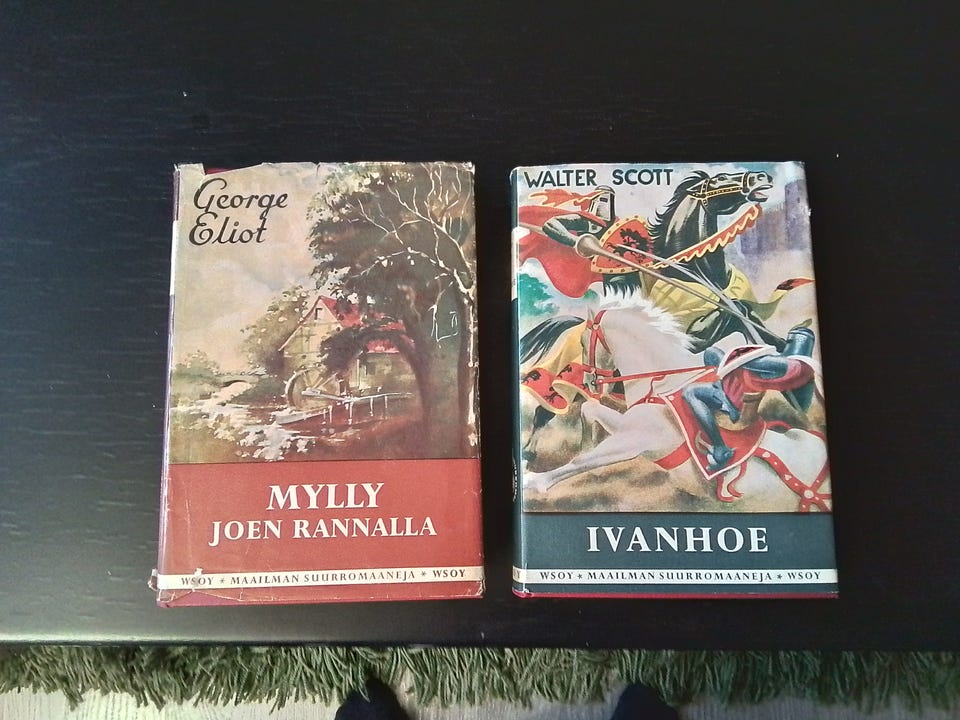 George
Eliot
MYLLY
JOEN RANNALLA
WSOY * MAAILMAN SUURROMAANEJA * WSOY
WALTER SCOTT
IVANHOE
WSOY * MAAILMAN SUURROMAANEJA * WSOY